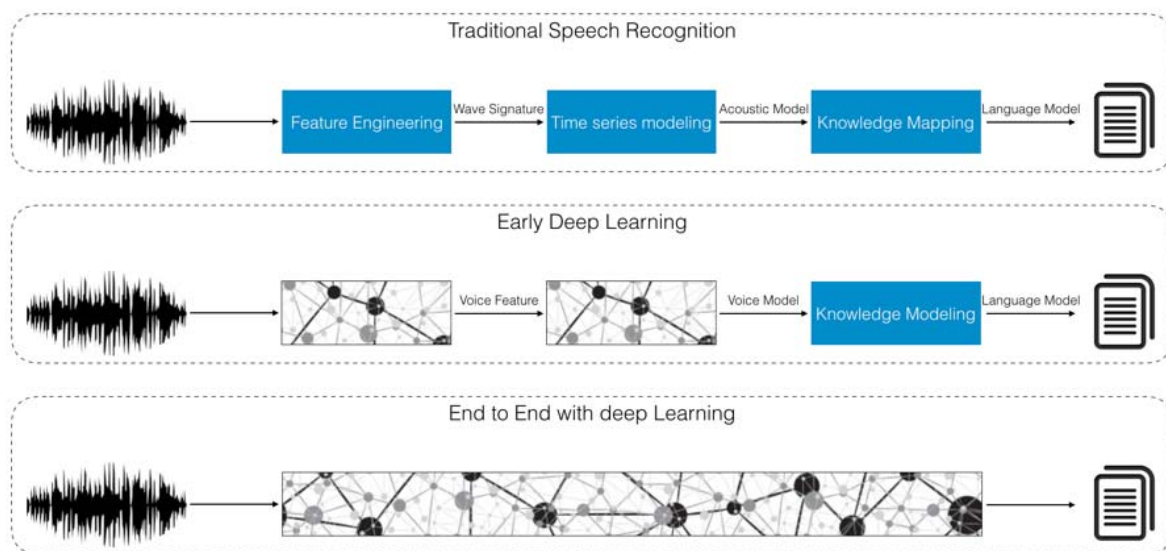 Traditional Speech Recognition
Feature Engineering
Wave Signature
Time series modeling
Acoustic Model
Knowledge Mapping
Language Model
Early Deep Learning
Voice Feature
Voice Model
Knowledge Modeling
Language Model
End to End with deep Learning